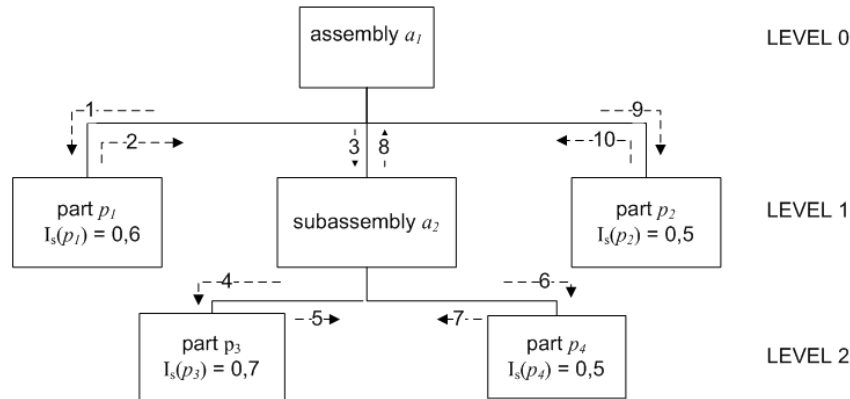 assembly a1
LEVEL 0
1
2
3
8
9
10
part p1
Is(p1) = 0,6
subassembly a2
part p2
Is(p2) = 0,5
LEVEL 1
4
5
6
7
part p3
Is(p3) = 0,7
part p4
Is(p4) = 0,5
LEVEL 2